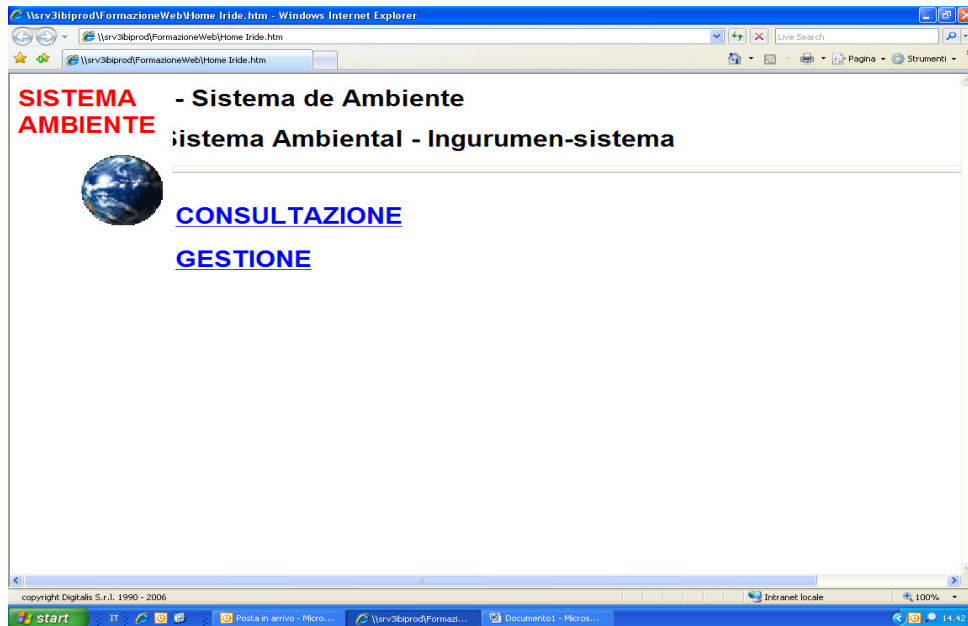 \\srv3ibiprod\FormazioneWeb\Home Iride.htm - Windows Internet Explorer
\\srv3ibiprod\FormazioneWeb\Home Iride.htm
Live Search
\\srv3ibiprod\FormazioneWeb\Home Iride.htm
Pagina
Strumenti
SISTEMA
AMBIENTE
- Sistema de Ambiente
Sistema Ambiental - Ingurumen-sistema
CONSULTAZIONE
GESTIONE
copyright Digitalis S.r.l. 1990 - 2006
Intranet locale
100%
start
IT
Posta in arrivo - Micro...
\\srv3ibiprod\Formazi...
Documento1 - Micros...
14.42